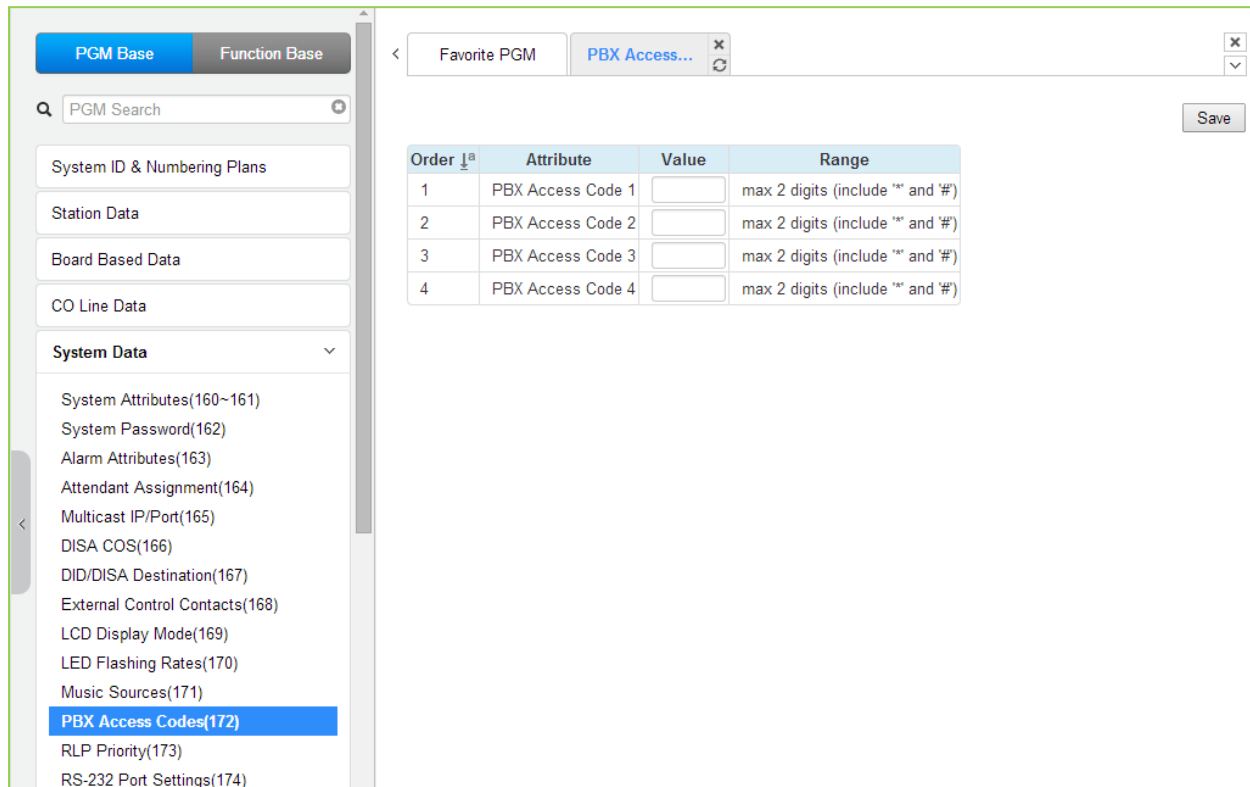 PGM Base Function Base
PGM Search
System ID & Numbering Plans
Station Data
Board Based Data
CO Line Data
System Data
System Attributes(160~161)
System Password(162)
Alarm Attributes(163)
Attendant Assignment(164)
Multicast IP/Port(165)
DISA COS(166)
DID/DISA Destination(167)
External Control Contacts(168)
LCD Display Mode(169)
LED Flashing Rates(170)
Music Sources(171)
PBX Access Codes(172)
RLP Priority(173)
RS-232 Port Settings(174)
Favorite PGM PBX Access...
Save
Order Attribute Value Range
1 PBX Access Code 1 max 2 digits (include '*' and '#')
2 PBX Access Code 2 max 2 digits (include '*' and '#')
3 PBX Access Code 3 max 2 digits (include '*' and '#')
4 PBX Access Code 4 max 2 digits (include '*' and '#')